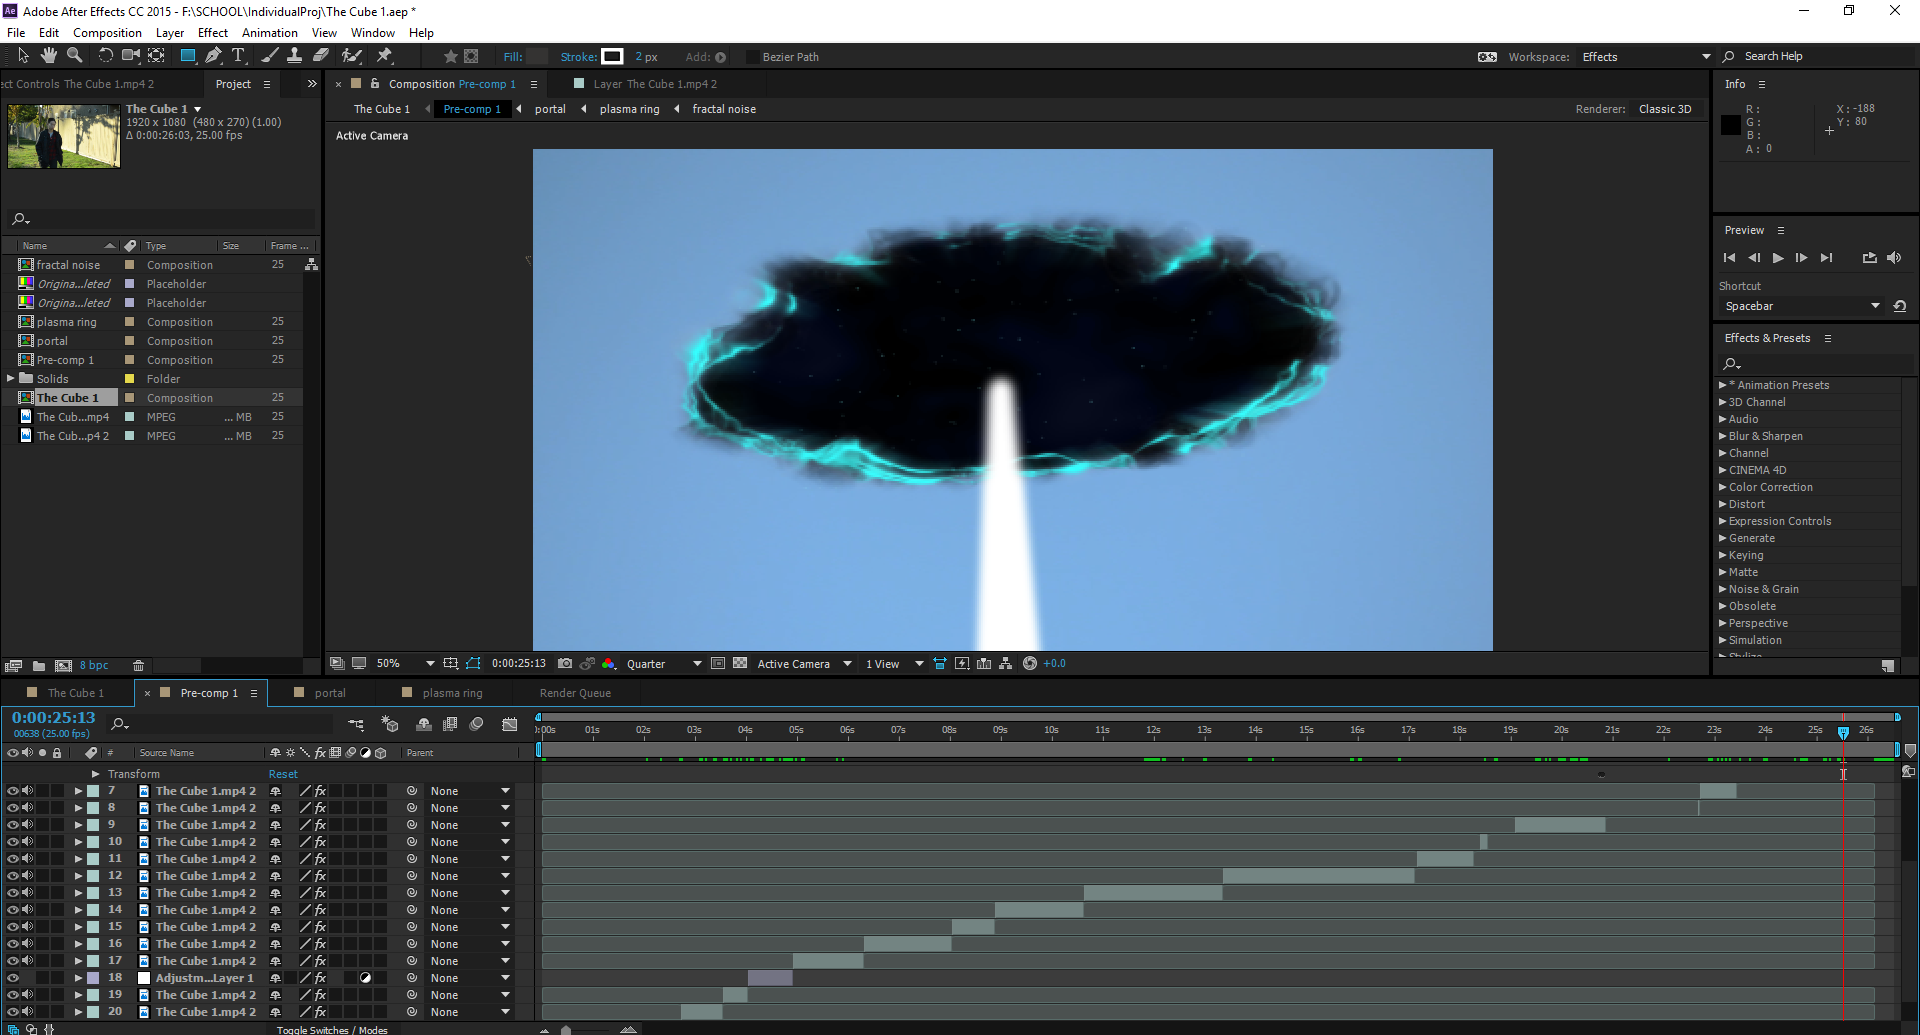 Ae Adobe After Effects CC 2015 - F:\SCHOOL\IndividualProj\The Cube 1.aep *
File Edit Composition Layer Effect Animation View Window Help
Fill: Stroke: 2 px Add: Bezier Path Workspace: Effects Search Help
ect Controls The Cube 1.mp4 2 Project
The Cube 1
1920 x 1080 (480 x 270) (1.00)
Δ 0:00:26:03, 25.00 fps
Name Type Size Frame ...
fractal noise Composition 25
Origina...leted Placeholder
Origina...leted Placeholder
plasma ring Composition 25
portal Composition 25
Pre-comp 1 Composition 25
Solids Folder
The Cube 1 Composition 25
The Cub...mp4 MPEG ... MB 25
The Cub...p4 2 MPEG ... MB 25
8 bpc
Composition Pre-comp 1 Layer The Cube 1.mp4 2
The Cube 1 Pre-comp 1 portal plasma ring fractal noise Renderer: Classic 3D
Active Camera
50% 0:00:25:13 Quarter Active Camera 1 View +0.0
Info
R : X : -188
G : Y : 80
B :
A : 0
Preview
Shortcut
Spacebar
Effects & Presets
* Animation Presets
3D Channel
Audio
Blur & Sharpen
Channel
CINEMA 4D
Color Correction
Distort
Expression Controls
Generate
Keying
Matte
Noise & Grain
Obsolete
Perspective
Simulation
The Cube 1 Pre-comp 1 portal plasma ring Render Queue
0:00:25:13
00638 (25.00 fps)
):00s 01s 02s 03s 04s 05s 06s 07s 08s 09s 10s 11s 12s 13s 14s 15s 16s 17s 18s 19s 20s 21s 22s 23s 24s 25s 26s
# Source Name fx Parent
Transform Reset
7 The Cube 1.mp4 2 fx None
8 The Cube 1.mp4 2 fx None
9 The Cube 1.mp4 2 fx None
10 The Cube 1.mp4 2 fx None
11 The Cube 1.mp4 2 fx None
12 The Cube 1.mp4 2 fx None
13 The Cube 1.mp4 2 fx None
14 The Cube 1.mp4 2 fx None
15 The Cube 1.mp4 2 fx None
16 The Cube 1.mp4 2 fx None
17 The Cube 1.mp4 2 fx None
18 Adjustm...Layer 1 fx None
19 The Cube 1.mp4 2 fx None
20 The Cube 1.mp4 2 fx None
Toggle Switches / Modes